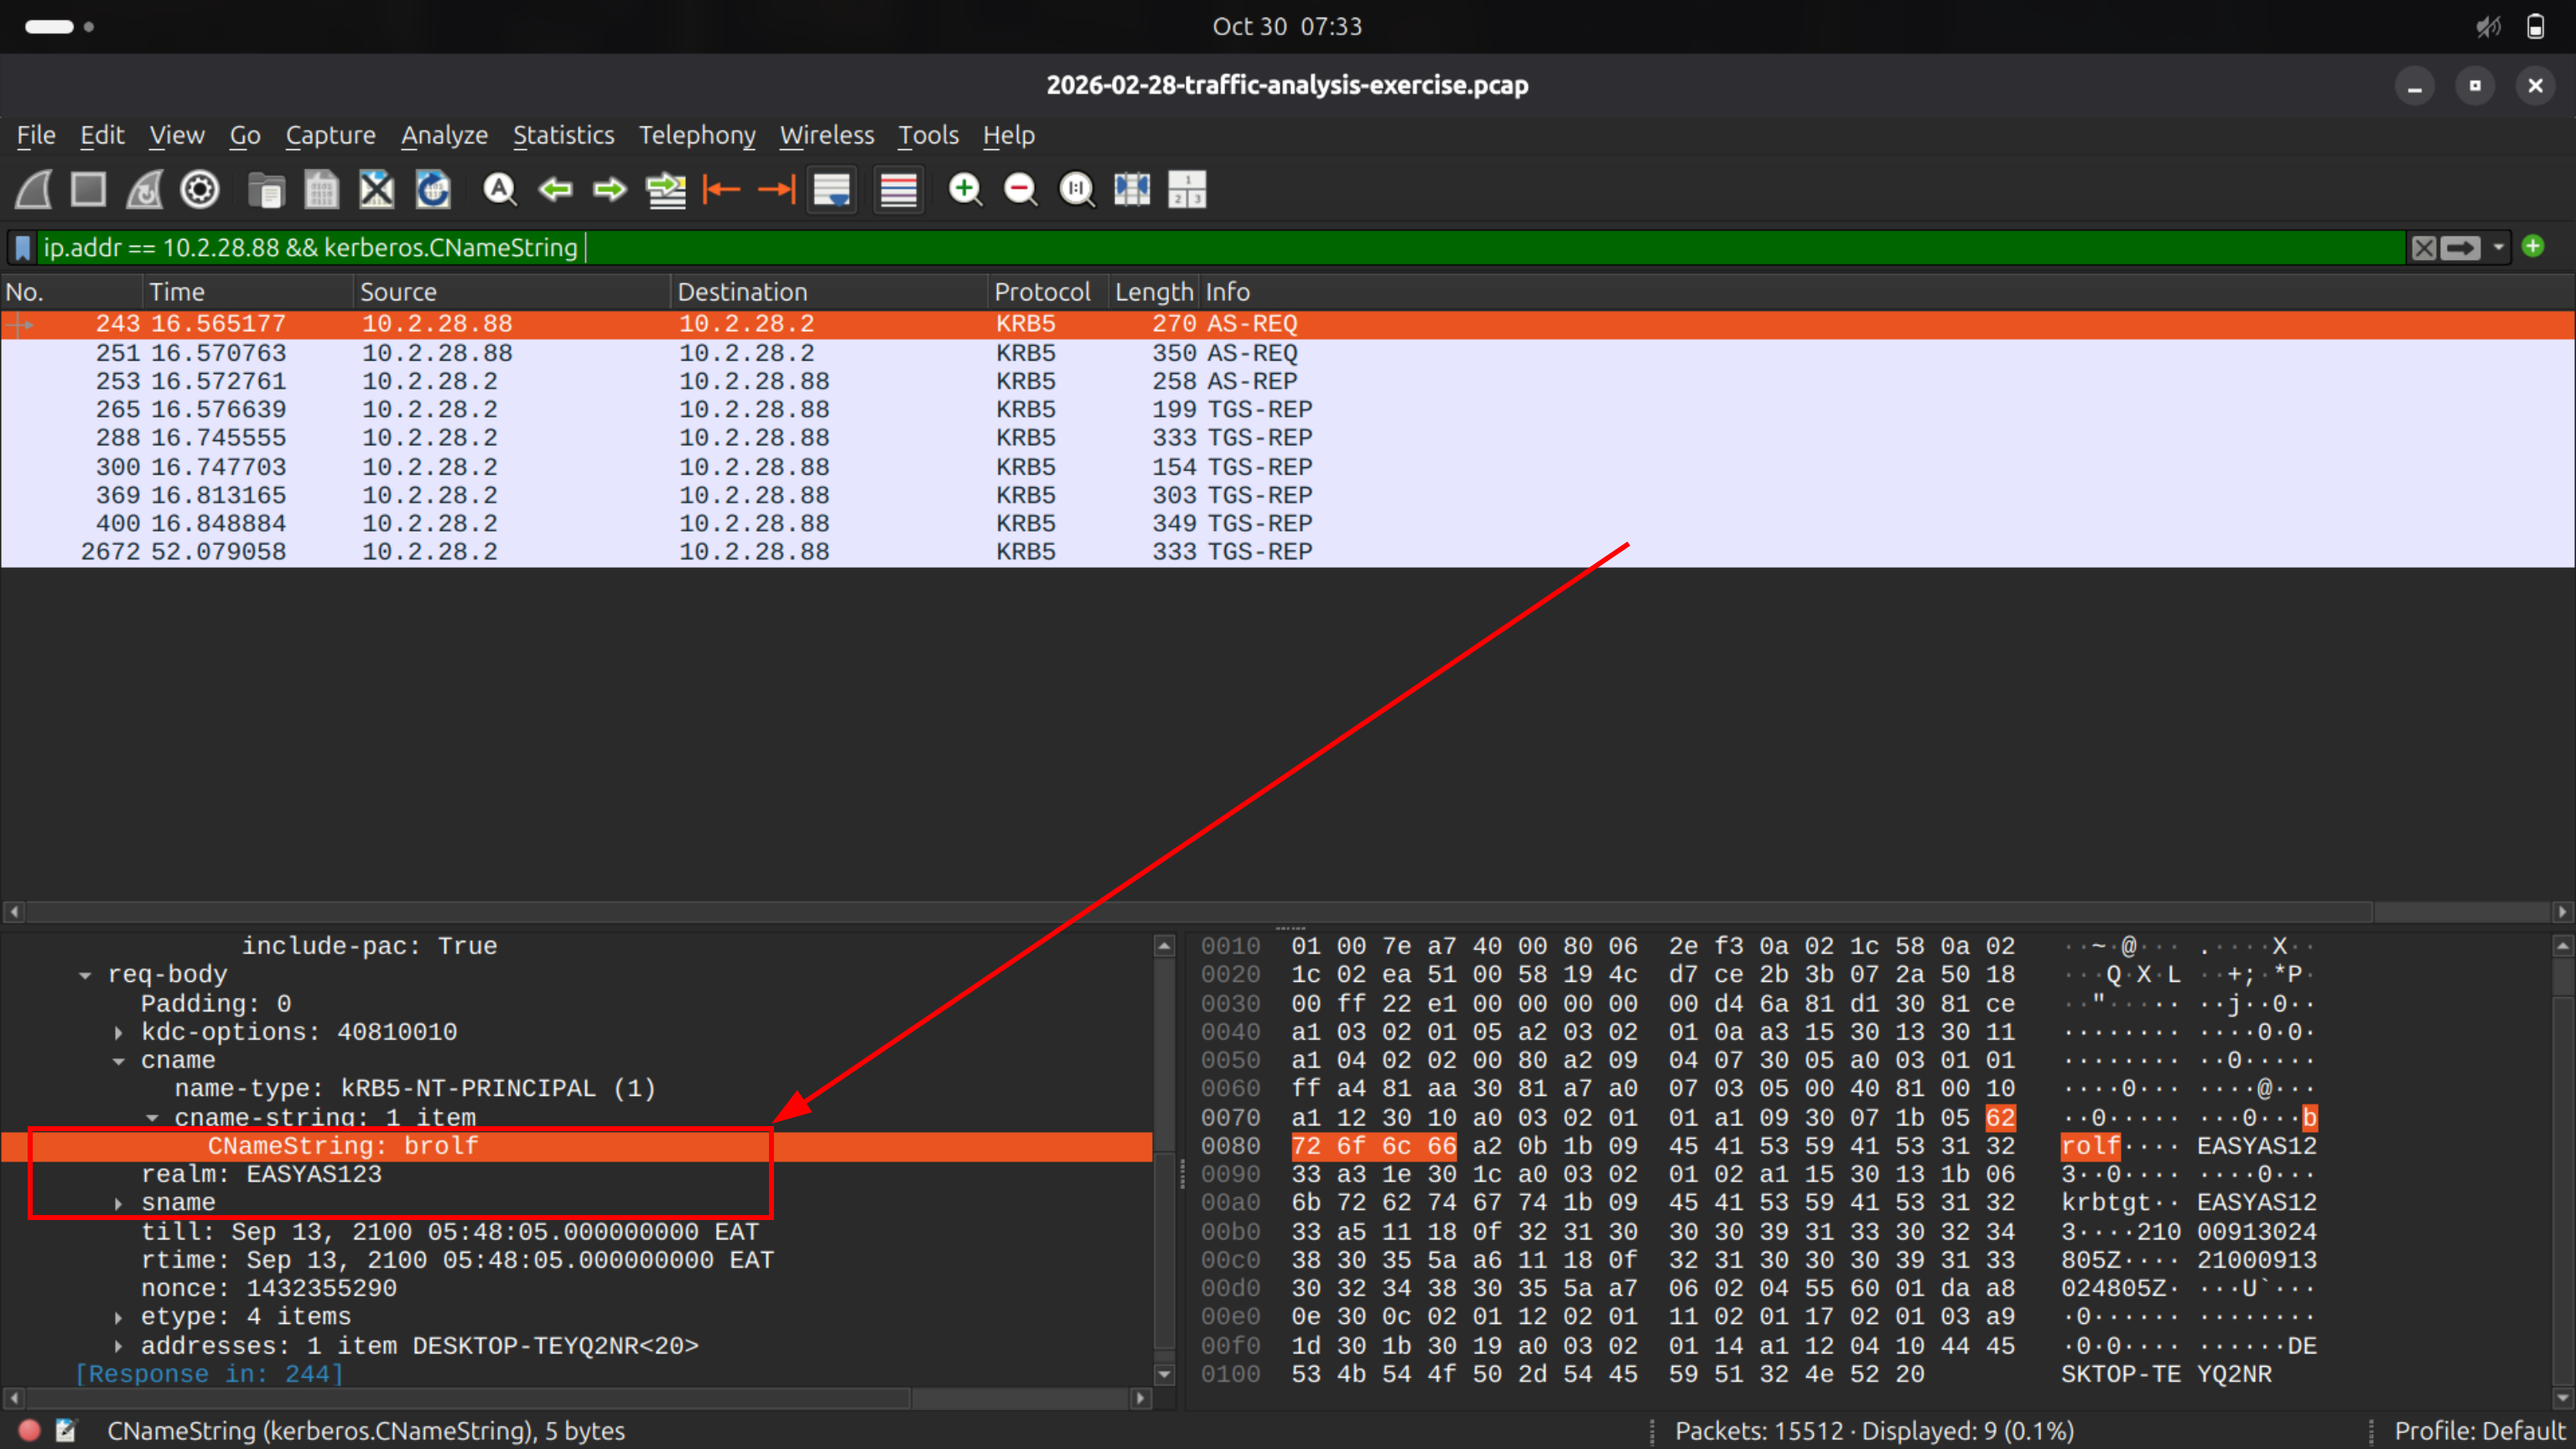 Oct 30 07:33
2026-02-28-traffic-analysis-exercise.pcap
File Edit View Go Capture Analyze Statistics Telephony Wireless Tools Help
ip.addr == 10.2.28.88 && kerberos.CNameString
No. Time Source Destination Protocol Length Info
243 16.565177 10.2.28.88 10.2.28.2 KRB5 270 AS-REQ
251 16.570763 10.2.28.88 10.2.28.2 KRB5 350 AS-REQ
253 16.572761 10.2.28.2 10.2.28.88 KRB5 258 AS-REP
265 16.576639 10.2.28.2 10.2.28.88 KRB5 199 TGS-REP
288 16.745555 10.2.28.2 10.2.28.88 KRB5 333 TGS-REP
300 16.747703 10.2.28.2 10.2.28.88 KRB5 154 TGS-REP
369 16.813165 10.2.28.2 10.2.28.88 KRB5 303 TGS-REP
400 16.848884 10.2.28.2 10.2.28.88 KRB5 349 TGS-REP
2672 52.079058 10.2.28.2 10.2.28.88 KRB5 333 TGS-REP
include-pac: True
req-body
Padding: 0
kdc-options: 40810010
cname
name-type: kRB5-NT-PRINCIPAL (1)
cname-string: 1 item
CNameString: brolf
realm: EASYAS123
sname
till: Sep 13, 2100 05:48:05.000000000 EAT
rtime: Sep 13, 2100 05:48:05.000000000 EAT
nonce: 1432355290
etype: 4 items
addresses: 1 item DESKTOP-TEYQ2NR<20>
[Response in: 244]
0010 01 00 7e a7 40 00 80 06 2e f3 0a 02 1c 58 0a 02 ··~·@··· .····X··
0020 1c 02 ea 51 00 58 19 4c d7 ce 2b 3b 07 2a 50 18 ···Q·X·L ··+;·*P·
0030 00 ff 22 e1 00 00 00 00 00 d4 6a 81 d1 30 81 ce ··"····· ··j··0··
0040 a1 03 02 01 05 a2 03 02 01 0a a3 15 30 13 30 11 ········ ····0·0·
0050 a1 04 02 02 00 80 a2 09 04 07 30 05 a0 03 01 01 ········ ··0·····
0060 ff a4 81 aa 30 81 a7 a0 07 03 05 00 40 81 00 10 ····0··· ····@···
0070 a1 12 30 10 a0 03 02 01 01 a1 09 30 07 1b 05 62 ··0····· ···0···b
0080 72 6f 6c 66 a2 0b 1b 09 45 41 53 59 41 53 31 32 rolf···· EASYAS12
0090 33 a3 1e 30 1c a0 03 02 01 02 a1 15 30 13 1b 06 3··0···· ····0···
00a0 6b 72 62 74 67 74 1b 09 45 41 53 59 41 53 31 32 krbtgt·· EASYAS12
00b0 33 a5 11 18 0f 32 31 30 30 30 39 31 33 30 32 34 3····210 00913024
00c0 38 30 35 5a a6 11 18 0f 32 31 30 30 30 39 31 33 805Z···· 21000913
00d0 30 32 34 38 30 35 5a a7 06 02 04 55 60 01 da a8 024805Z· ···U`···
00e0 0e 30 0c 02 01 12 02 01 11 02 01 17 02 01 03 a9 ·0······ ········
00f0 1d 30 1b 30 19 a0 03 02 01 14 a1 12 04 10 44 45 ·0·0···· ······DE
0100 53 4b 54 4f 50 2d 54 45 59 51 32 4e 52 20 SKTOP-TE YQ2NR
CNameString (kerberos.CNameString), 5 bytes
Packets: 15512 · Displayed: 9 (0.1%)
Profile: Default